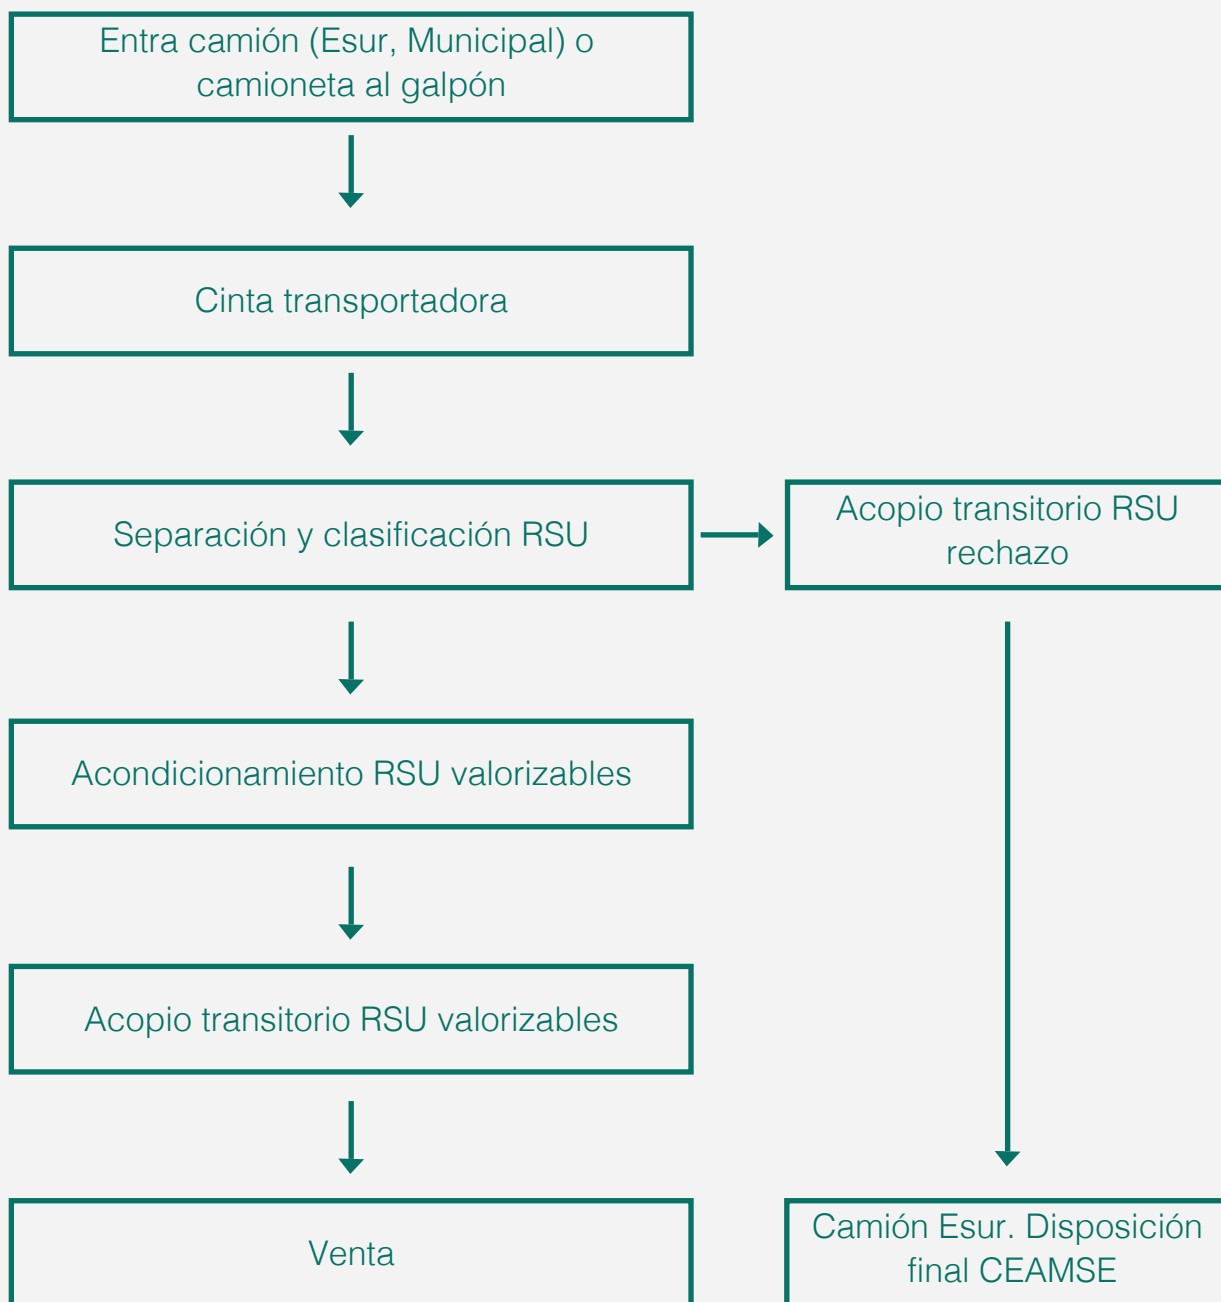 Entra camión (Esur, Municipal) o
camioneta al galpón
Cinta transportadora
Separación y clasificación RSU
Acopio transitorio RSU
rechazo
Acondicionamiento RSU valorizables
Acopio transitorio RSU valorizables
Venta
Camión Esur. Disposición
final CEAMSE